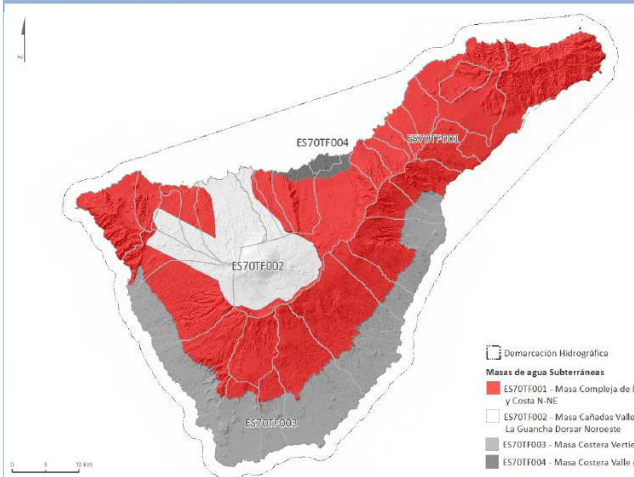 N
ES70TF004
ES70TF001
ES70TF002
ES70TF003
Demarcación Hidrográfica
Masas de agua Subterráneas
ES70TF001 - Masa Compleja de
y Costa N-NE
ES70TF002 - Masa Cañadas Valle
La Guancha Dorsar Noroeste
ES70TF003 - Masa Costera Vertie
ES70TF004 - Masa Costera Valle
0 5 10 km